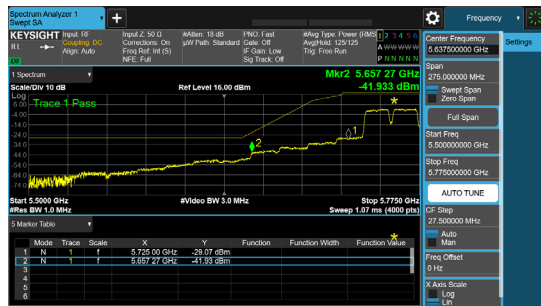 Spectrum Analyzer 1
Swept SA
+
Frequency
KEYSIGHT
RL
Input: RF
Coupling: DC
Align: Auto
Input Z: 50 Ω
Corrections: On
Freq Ref: Int (S)
NFE: Full
#Atten: 18 dB
µW Path: Standard
PNO: Fast
Gate: Off
IF Gain: Low
Sig Track: Off
#Avg Type: Power (RMS)
Avg|Hold: 125/125
Trig: Free Run
1 2 3 4 5 6
A W W W W W
P N N N N N
1 Spectrum
Scale/Div 10 dB
Ref Level 16.00 dBm
Mkr2 5.657 27 GHz
-41.933 dBm
Log
Trace 1 Pass
6.00
-4.00
-14.0
-24.0
-34.0
-44.0
-54.0
-64.0
-74.0
1
2
Start 5.5000 GHz
#Res BW 1.0 MHz
#Video BW 3.0 MHz
Stop 5.7750 GHz
Sweep 1.07 ms (4000 pts)
5 Marker Table
Mode Trace Scale X Y Function Function Width Function Value
1 N 1 f 5.725 00 GHz -29.07 dBm
2 N 1 f 5.657 27 GHz -41.93 dBm
3
4
5
6
Center Frequency
5.637500000 GHz
Settings
Span
275.000000 MHz
Swept Span
Zero Span
Full Span
Start Freq
5.500000000 GHz
Stop Freq
5.775000000 GHz
AUTO TUNE
CF Step
27.500000 MHz
Auto
Man
Freq Offset
0 Hz
X Axis Scale
Log
Lin